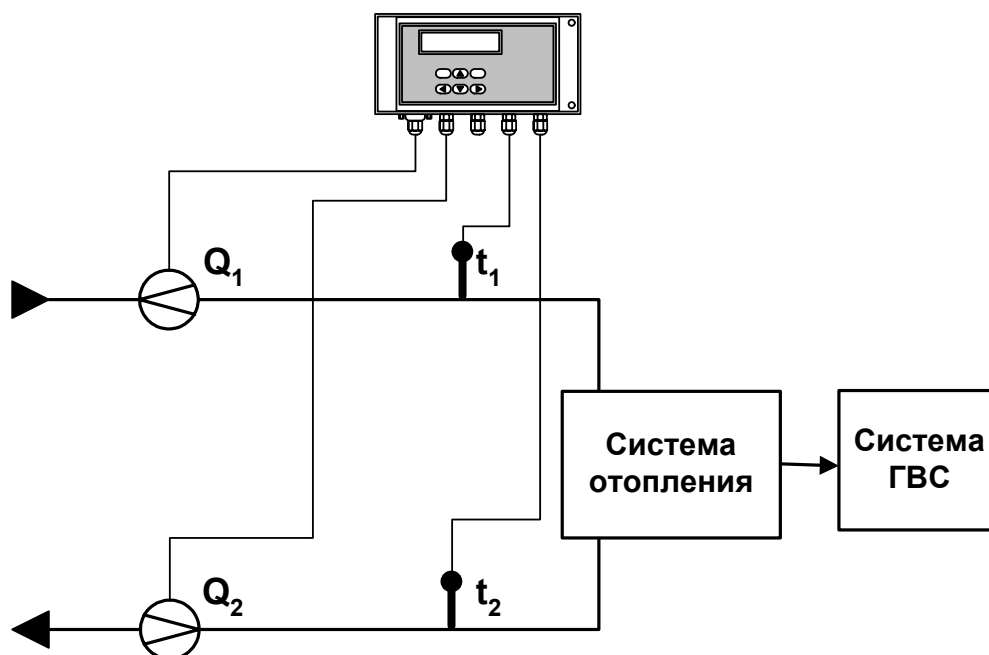 Q1
t1
Система
отопления
Система
ГВС
Q2
t2